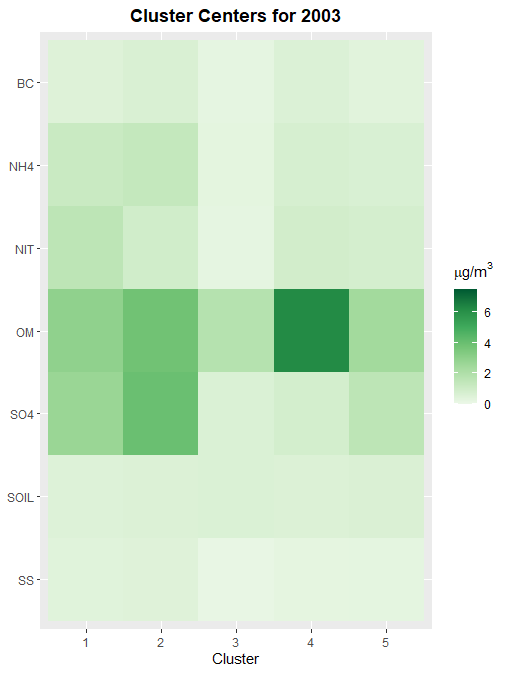 Cluster Centers for 2003
BC
NH4
NIT
OM
SO4
SOIL
SS
1 2 3 4 5
Cluster
μg/m³
6
4
2
0